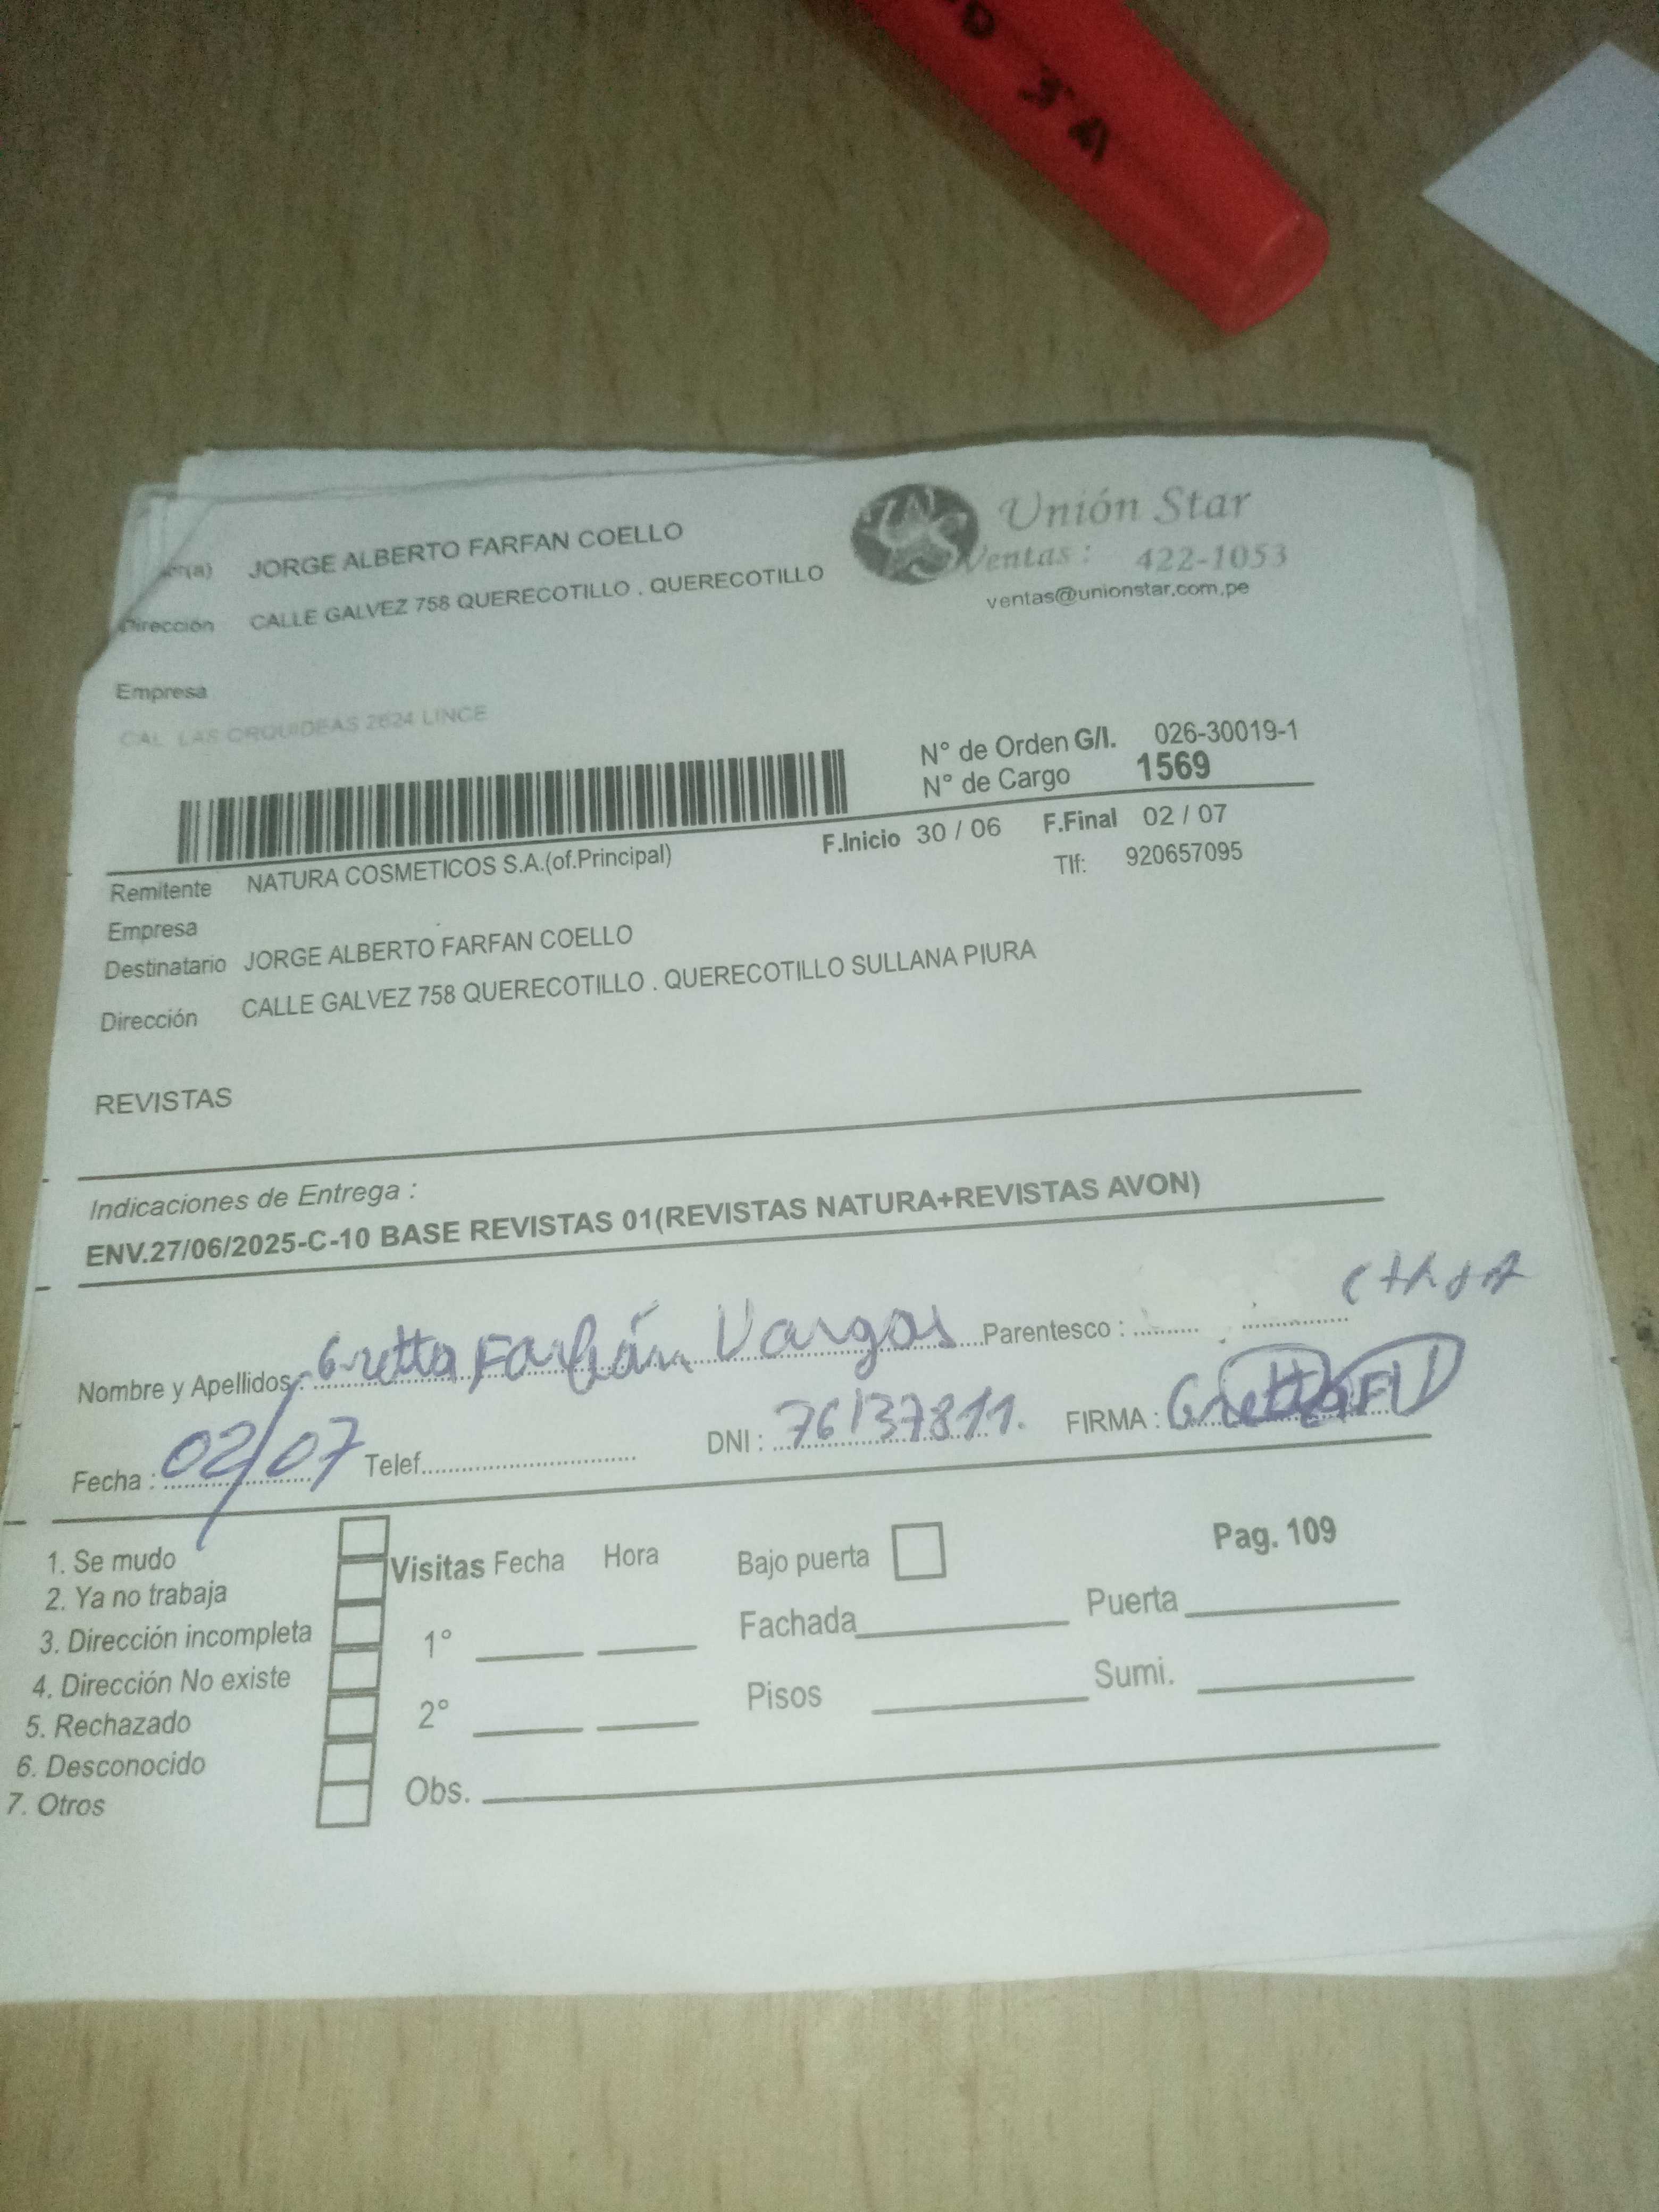 JORGE ALBERTO FARFAN COELLO
Dirección CALLE GALVEZ 758 QUERECOTILLO . QUERECOTILLO
Unión Star
Ventas : 422-1053
ventas@unionstar.com.pe
Empresa
CAL LAS ORQUIDEAS 2624 LINCE
N° de Orden G/I. 026-30019-1
N° de Cargo 1569
F.Inicio 30 / 06 F.Final 02 / 07
Remitente NATURA COSMETICOS S.A.(of.Principal) Tlf: 920657095
Empresa
Destinatario JORGE ALBERTO FARFAN COELLO
Dirección CALLE GALVEZ 758 QUERECOTILLO . QUERECOTILLO SULLANA PIURA
REVISTAS
Indicaciones de Entrega :
ENV.27/06/2025-C-10 BASE REVISTAS 01(REVISTAS NATURA+REVISTAS AVON)
Nombre y Apellidos : Gretta Farfán Vargas Parentesco :
Fecha : 02/07 Telef. DNI : 76137811. FIRMA : Gretta FV
1. Se mudo
2. Ya no trabaja
3. Dirección incompleta
4. Dirección No existe
5. Rechazado
6. Desconocido
7. Otros
Visitas Fecha Hora
1°
2°
Obs.
Bajo puerta
Fachada Puerta
Pisos Sumi.
Pag. 109